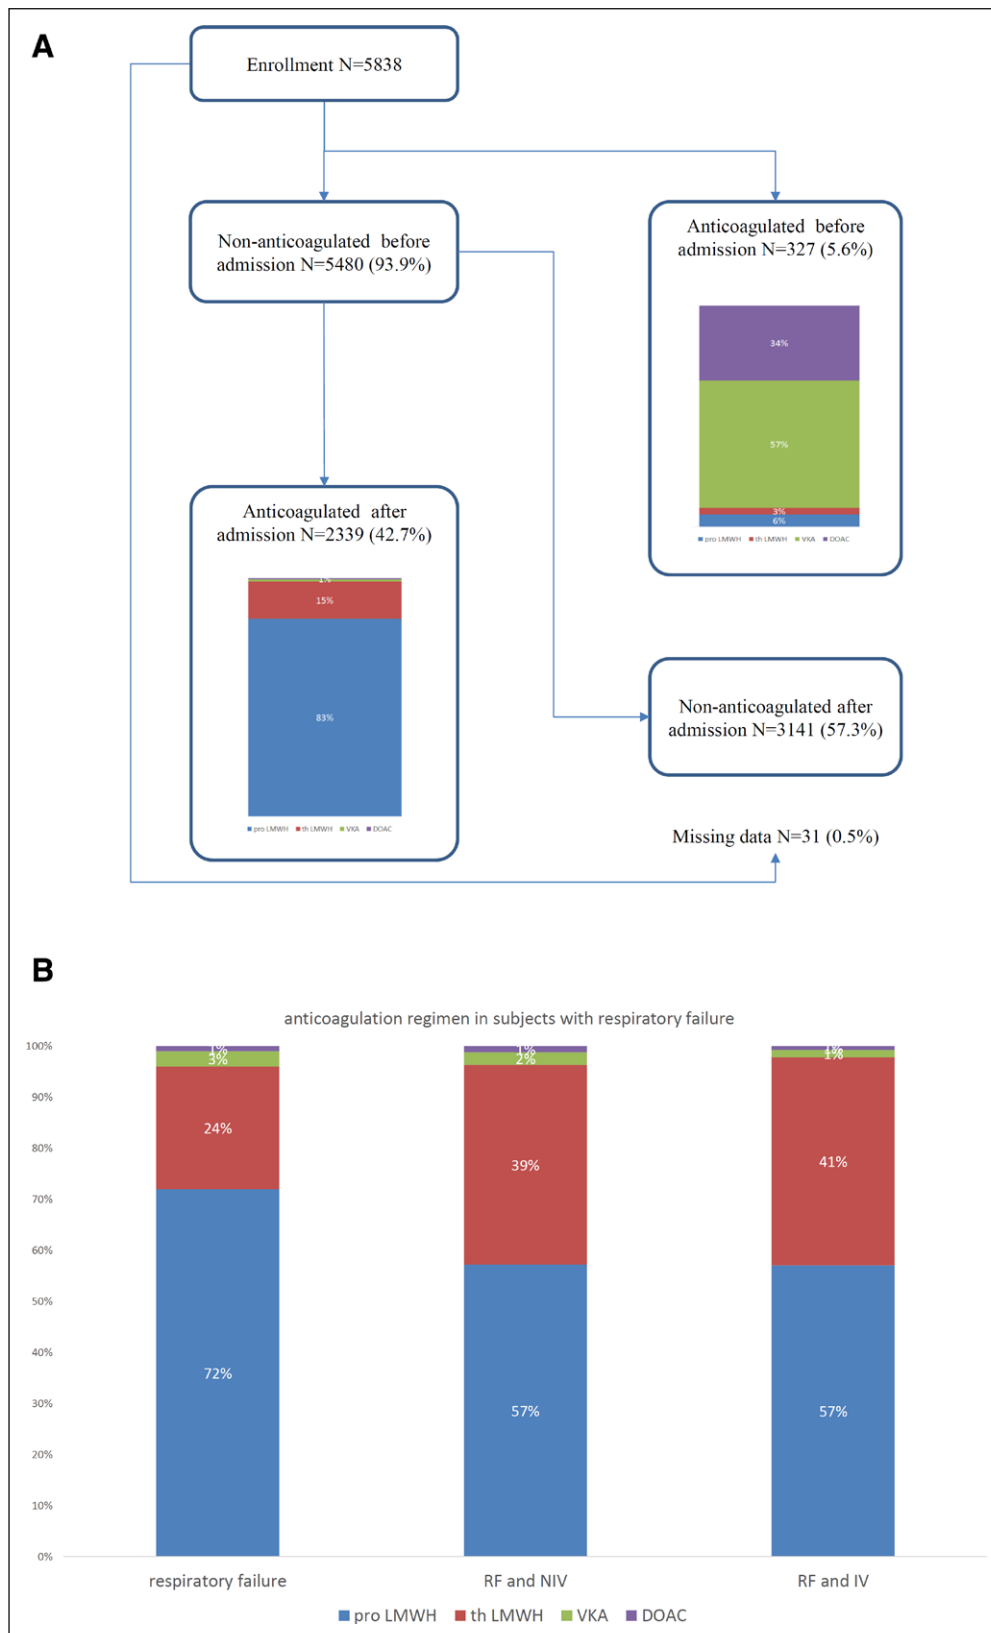 A
Enrollment N=5838
Non-anticoagulated before
admission N=5480 (93.9%)
Anticoagulated before
admission N=327 (5.6%)
34%
57%
3%
6%
pro LMWH th LMWH VKA DOAC
Anticoagulated after
admission N=2339 (42.7%)
1%
15%
83%
pro LMWH th LMWH VKA DOAC
Non-anticoagulated after
admission N=3141 (57.3%)
Missing data N=31 (0.5%)
B
anticoagulation regimen in subjects with respiratory failure
100%
90%
80%
70%
60%
50%
40%
30%
20%
10%
0%
1%
3%
24%
72%
1%
2%
39%
57%
1%
1%
41%
57%
respiratory failure RF and NIV RF and IV
pro LMWH th LMWH VKA DOAC